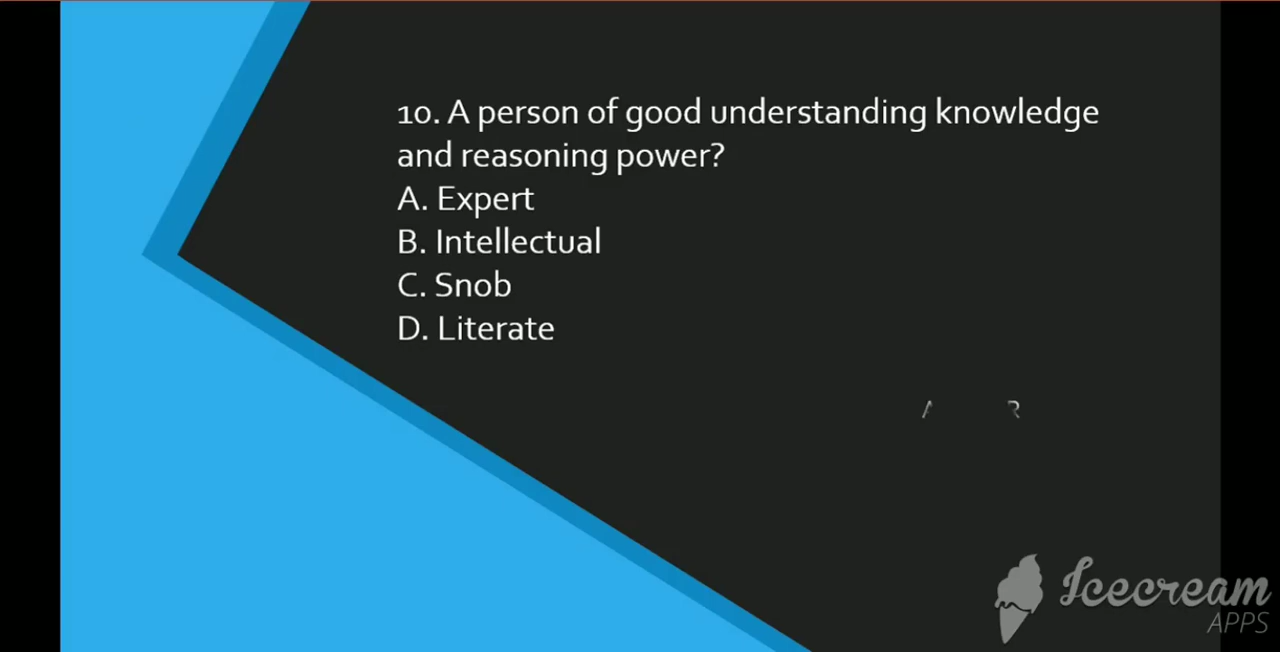 10. A person of good understanding knowledge
and reasoning power?
A. Expert
B. Intellectual
C. Snob
D. Literate
Icecream
APPS